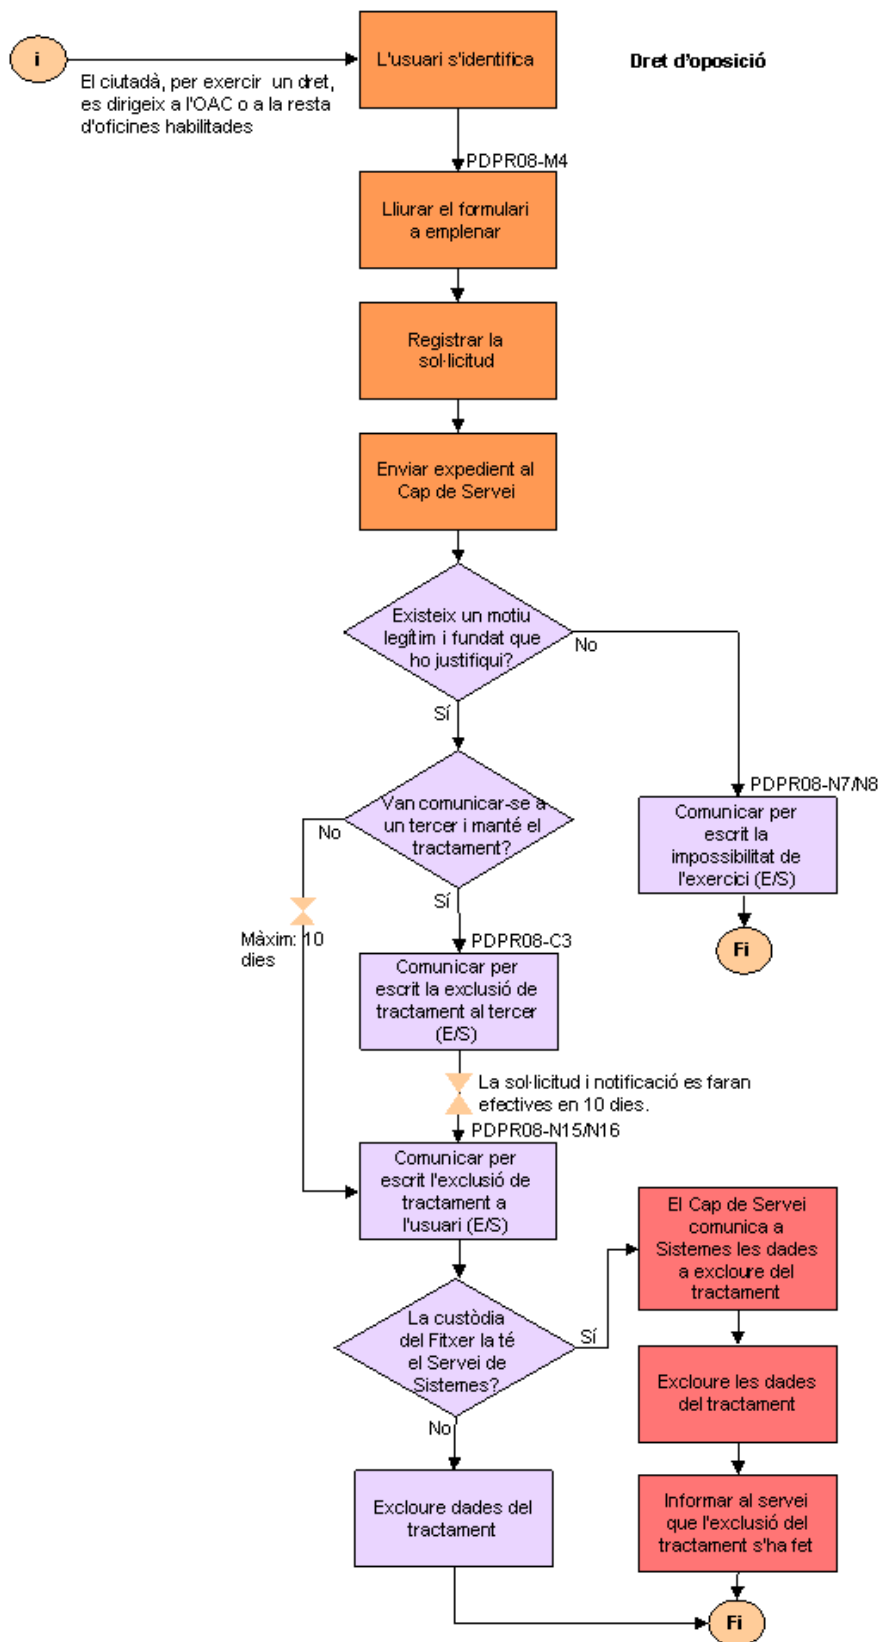 i
El ciutadà, per exercir un dret,
es dirigeix a l'OAC o a la resta
d'oficines habilitades
L'usuari s'identifica
Dret d'oposició
PDPR08-M4
Lliurar el formulari
a emplenar
Registrar la
sol·licitud
Enviar expedient al
Cap de Servei
Existeix un motiu
legítim i fundat que
ho justifiqui?
No
Sí
PDPR08-N7/N8
Comunicar per
escrit la
impossibilitat de
l'exercici (E/S)
Fi
Van comunicar-se a
un tercer i manté el
tractament?
No
Sí
Màxim: 10
dies
PDPR08-C3
Comunicar per
escrit la exclusió de
tractament al tercer
(E/S)
La sol·licitud i notificació es faran
efectives en 10 dies.
PDPR08-N15/N16
Comunicar per
escrit l'exclusió de
tractament a
l'usuari (E/S)
La custòdia
del Fitxer la té
el Servei de
Sistemes?
Sí
No
El Cap de Servei
comunica a
Sistemes les dades
a excloure del
tractament
Excloure les dades
del tractament
Informar al servei
que l'exclusió del
tractament s'ha fet
Excloure dades del
tractament
Fi